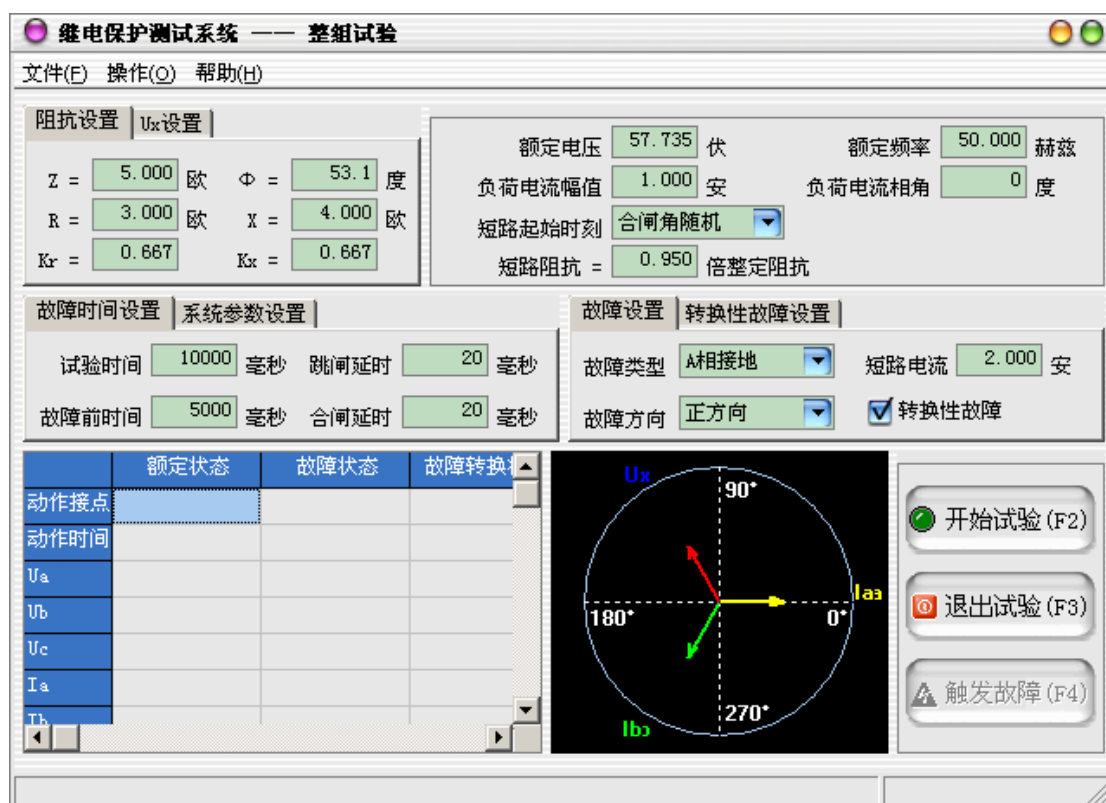 继电保护测试系统 —— 整组试验
文件(F) 操作(O) 帮助(H)
阻抗设置 Ux设置
Z = 5.000 欧 Φ = 53.1 度
R = 3.000 欧 X = 4.000 欧
Kr = 0.667 Kx = 0.667
额定电压 57.735 伏 额定频率 50.000 赫兹
负荷电流幅值 1.000 安 负荷电流相角 0 度
短路起始时刻 合闸角随机
短路阻抗 = 0.950 倍整定阻抗
故障时间设置 系统参数设置
试验时间 10000 毫秒 跳闸延时 20 毫秒
故障前时间 5000 毫秒 合闸延时 20 毫秒
故障设置 转换性故障设置
故障类型 A相接地 短路电流 2.000 安
故障方向 正方向 转换性故障
额定状态 故障状态 故障转换
动作接点
动作时间
Ua
Ub
Uc
Ia
Ib
Ux
90°
180°
0°
270°
开始试验(F2)
退出试验(F3)
触发故障(F4)